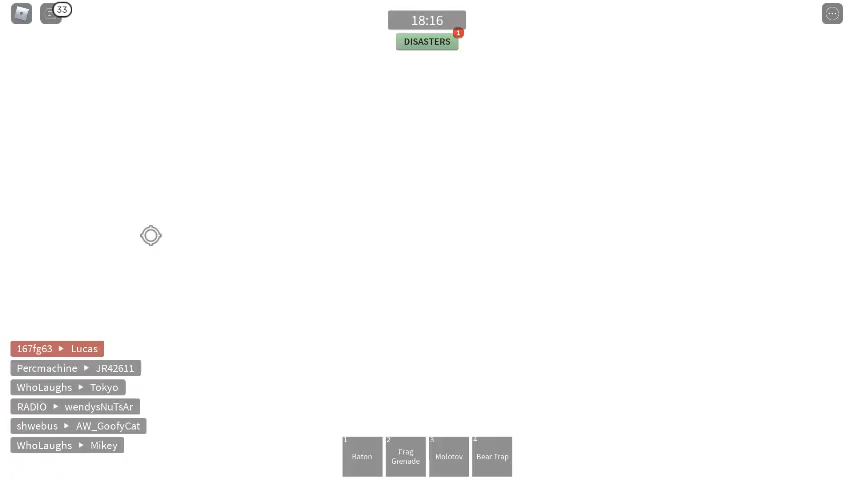 33
18:16
DISASTERS
1
167fg63 ▸ Lucas
Percmachine ▸ JR42611
WhoLaughs ▸ Tokyo
RADIO ▸ wendysNuTsAr
shwebus ▸ AW_GoofyCat
WhoLaughs ▸ Mikey
1 Baton
2 Frag Grenade
3 Molotov
4 Bear Trap